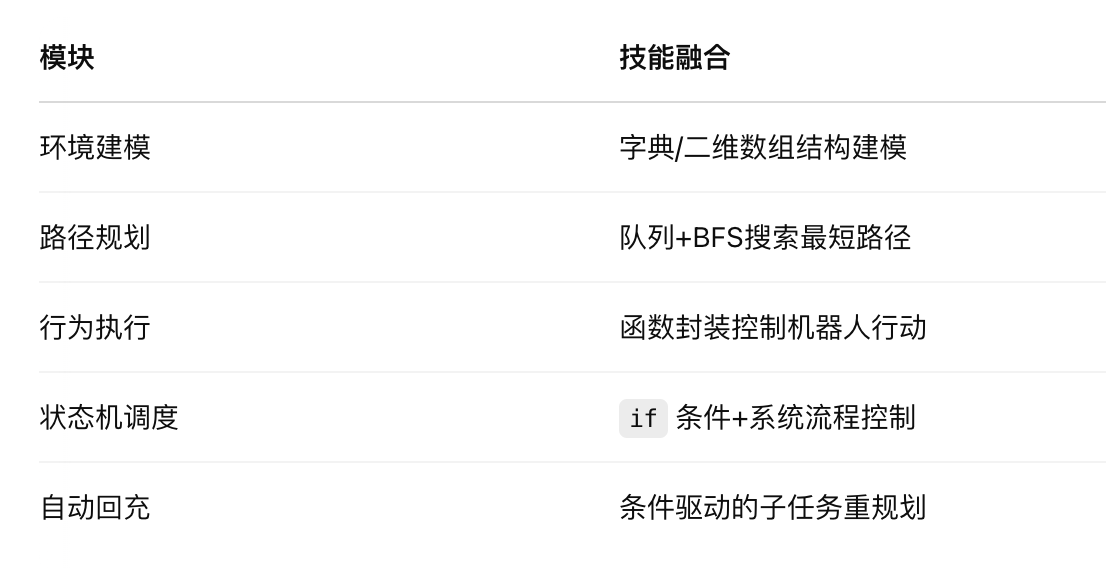 模块 技能融合
环境建模 字典/二维数组结构建模
路径规划 队列+BFS搜索最短路径
行为执行 函数封装控制机器人行动
状态机调度 if 条件+系统流程控制
自动回充 条件驱动的子任务重规划